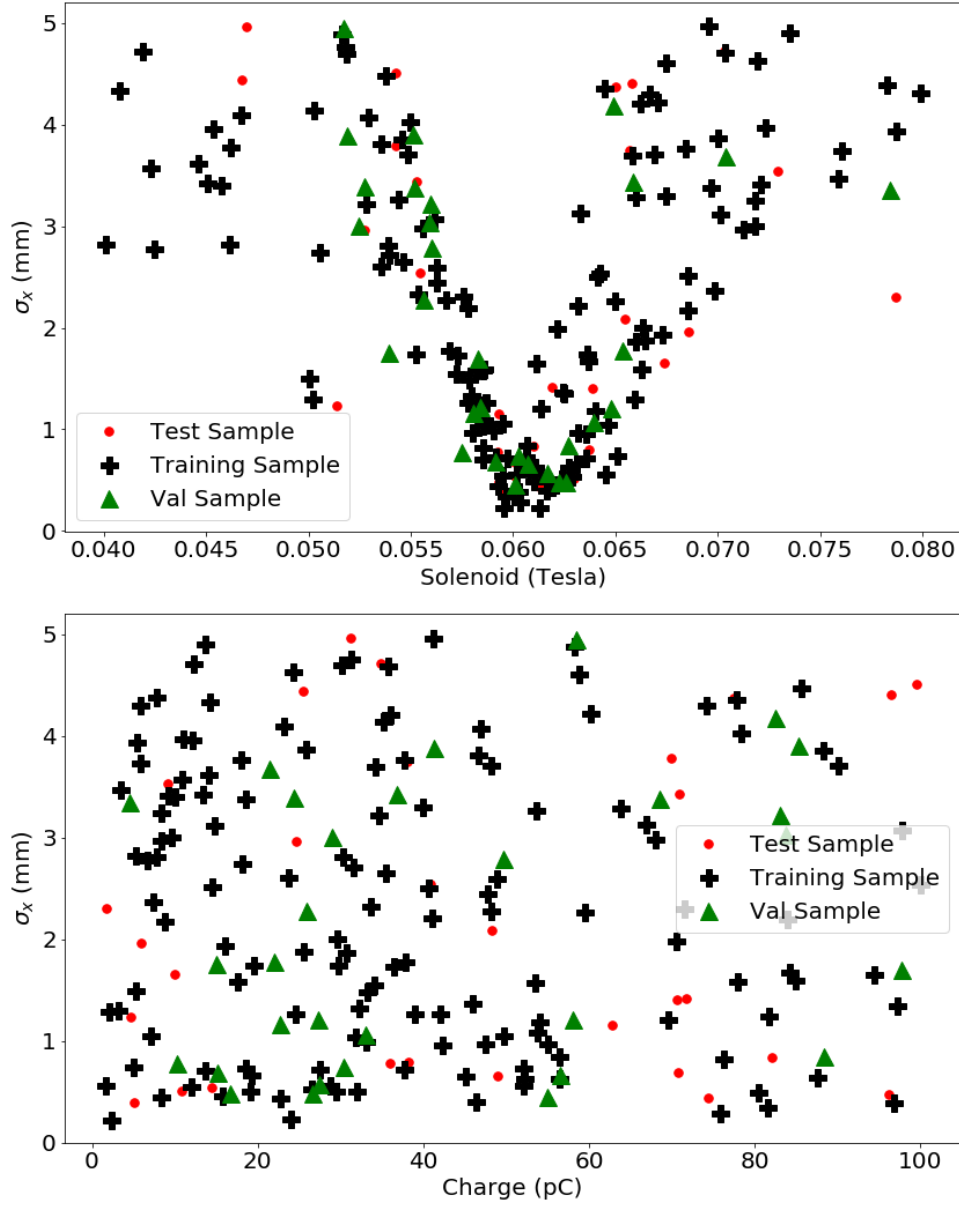 5
4
3
2
1
0
σₓ (mm)
Test Sample
Training Sample
Val Sample
0.040 0.045 0.050 0.055 0.060 0.065 0.070 0.075 0.080
Solenoid (Tesla)
5
4
3
2
1
0
σₓ (mm)
Test Sample
Training Sample
Val Sample
0 20 40 60 80 100
Charge (pC)